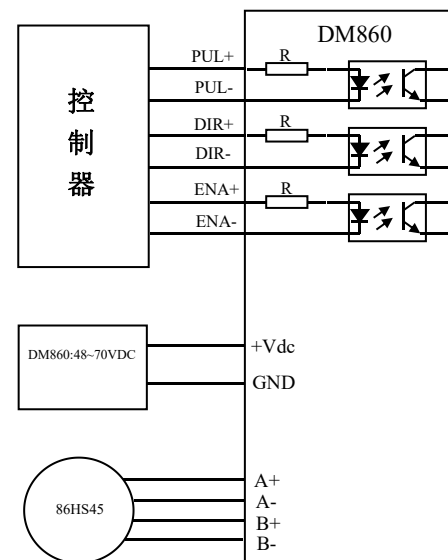 DM860
控
制
器
PUL+
R
PUL-
DIR+
R
DIR-
ENA+
R
ENA-
DM860:48~70VDC
+Vdc
GND
86HS45
A+
A-
B+
B-